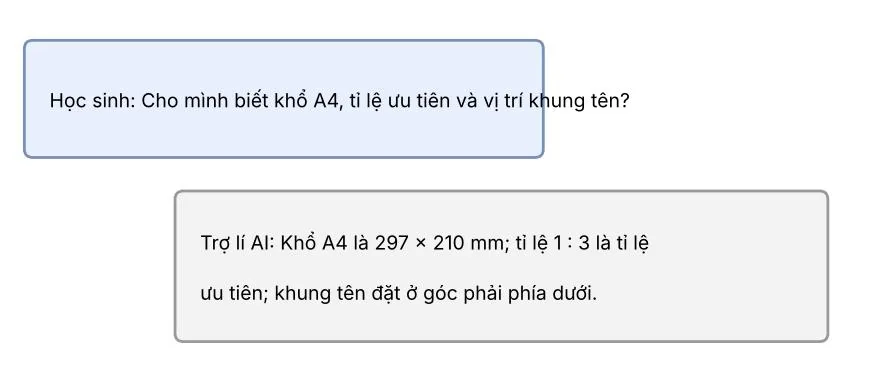 Học sinh: Cho mình biết khổ A4, tỉ lệ ưu tiên và vị trí khung tên?
Trợ lí AI: Khổ A4 là 297 × 210 mm; tỉ lệ 1 : 3 là tỉ lệ
ưu tiên; khung tên đặt ở góc phải phía dưới.